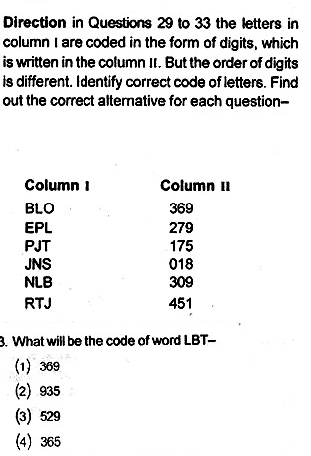 Direction in Questions 29 to 33 the letters in
column I are coded in the form of digits, which
is written in the column II. But the order of digits
is different. Identify correct code of letters. Find
out the correct alternative for each question–
Column I Column II
BLO 369
EPL 279
PJT 175
JNS 018
NLB 309
RTJ 451
3. What will be the code of word LBT–
(1) 369
(2) 935
(3) 529
(4) 365